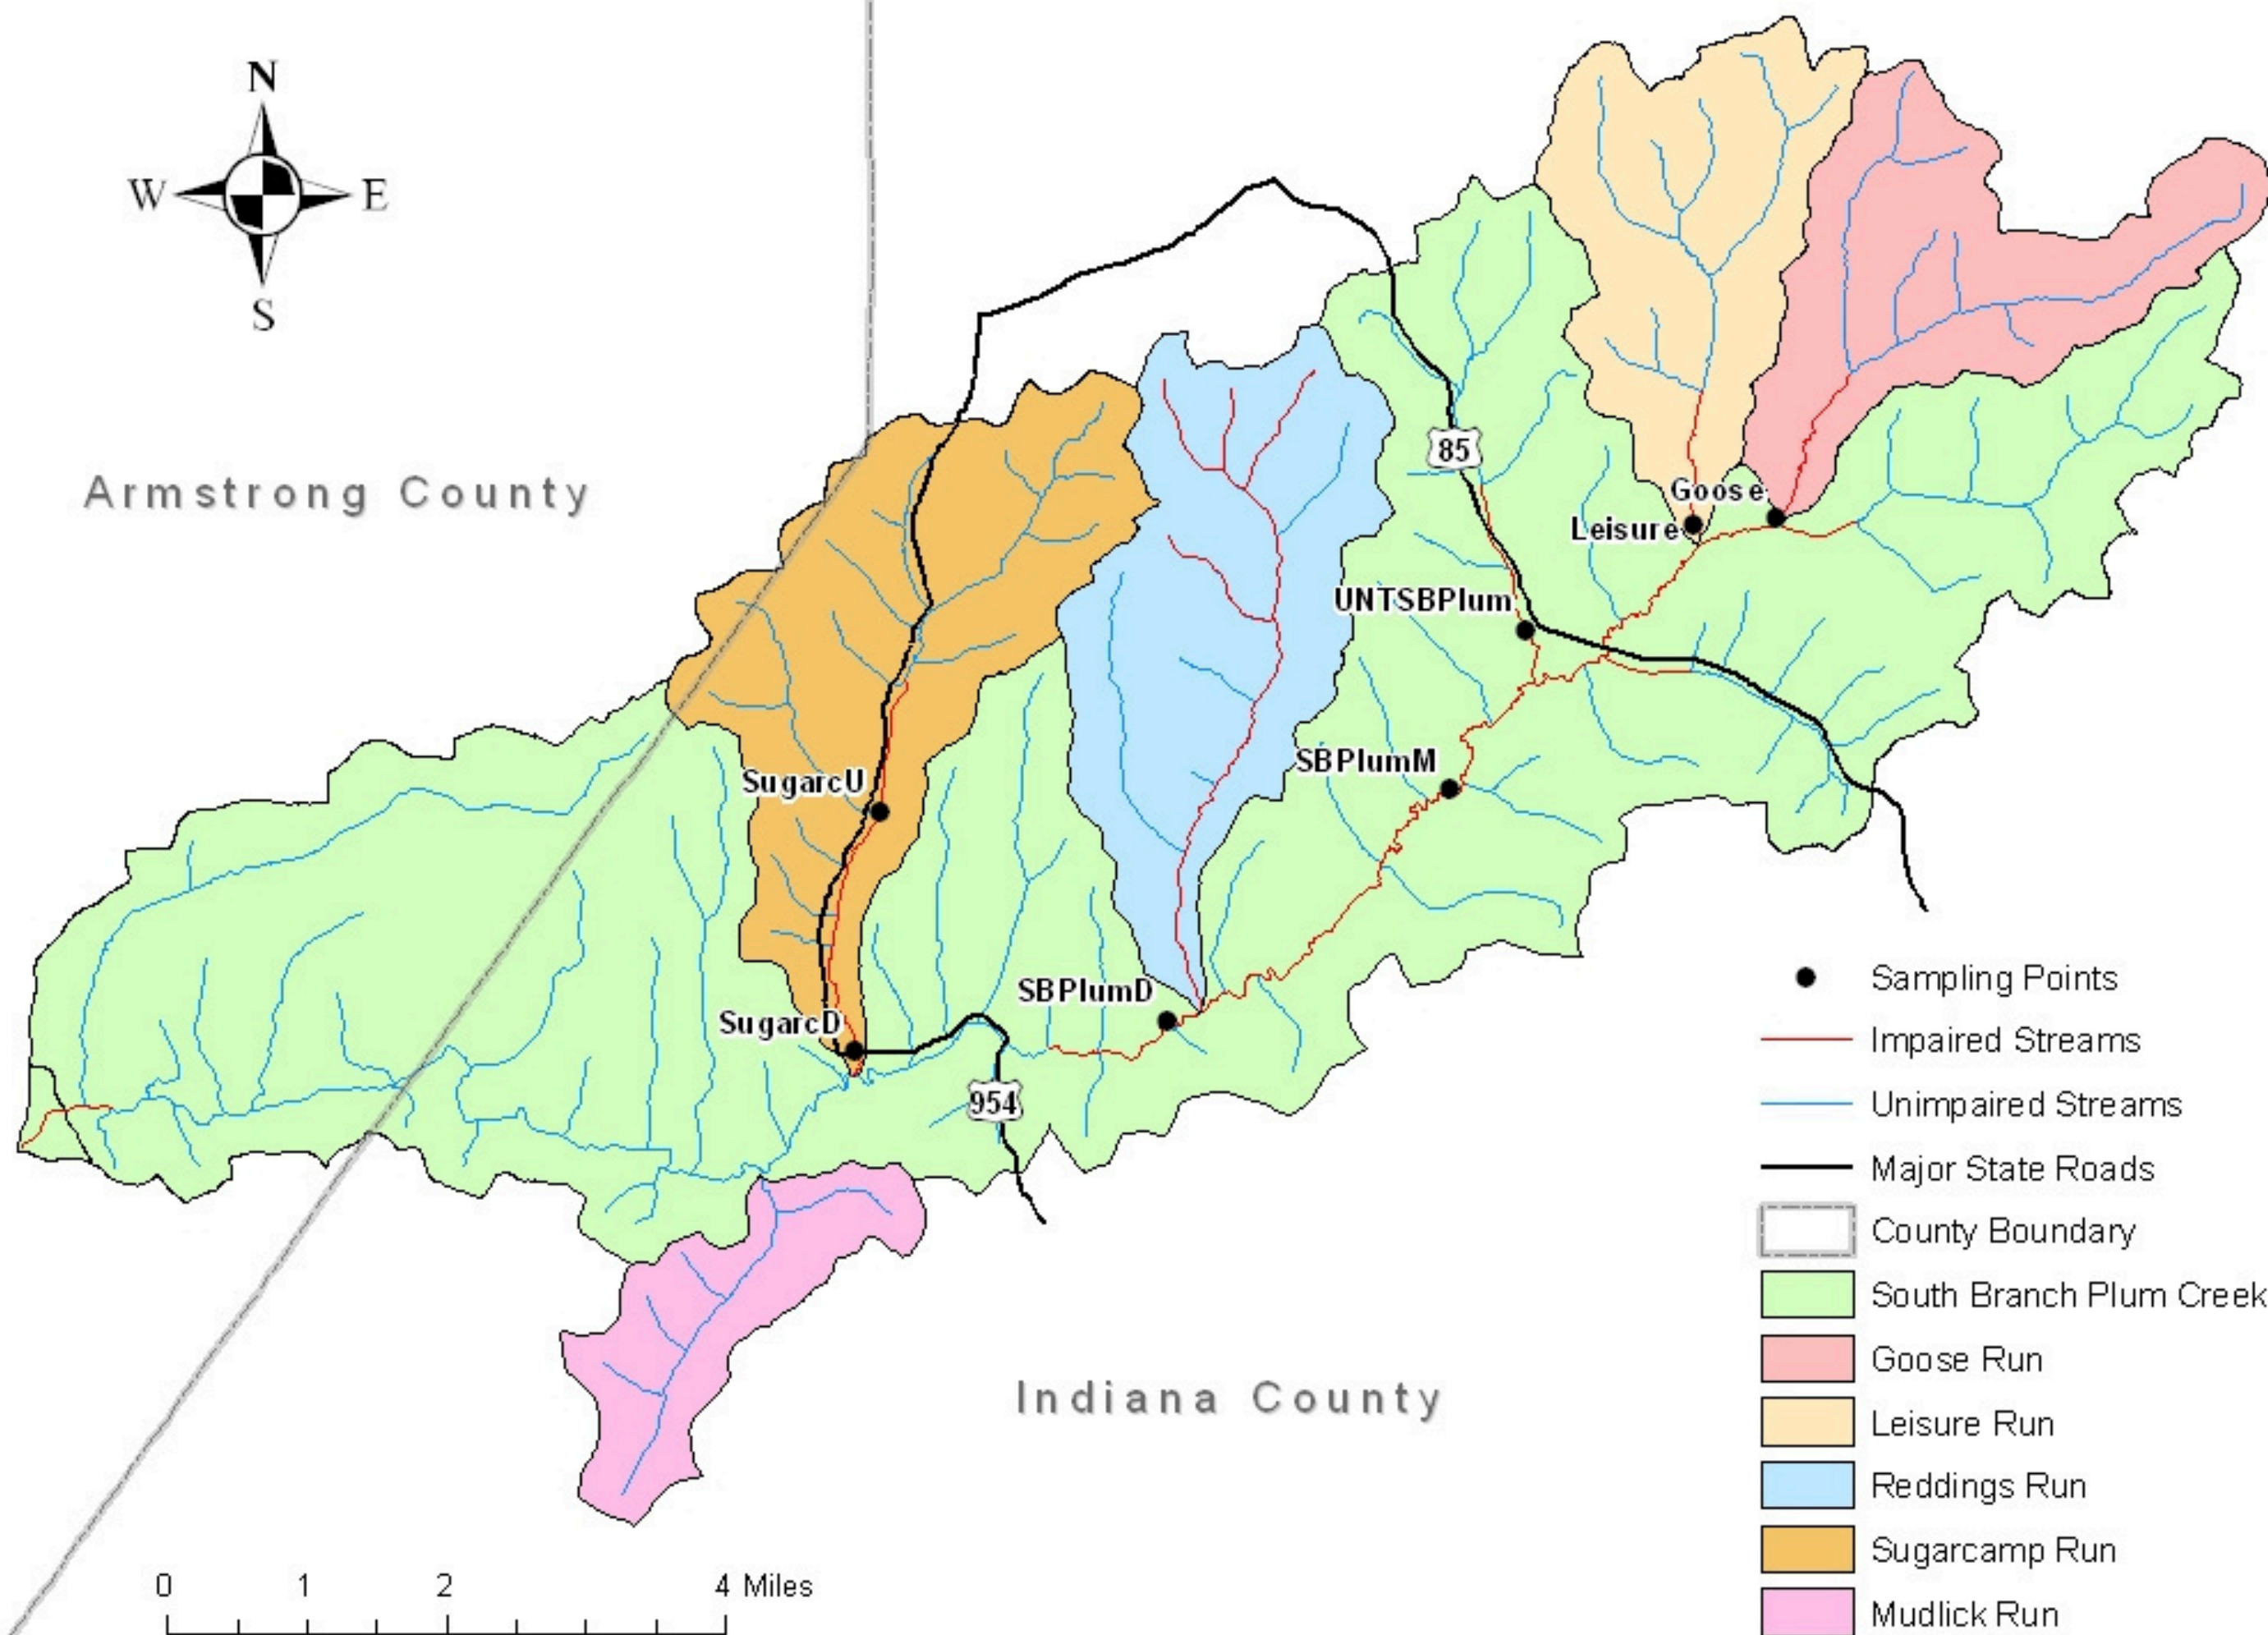 N
W E
S
Armstrong County
85
Goose
Leisure
UNTSBPlum
SBPlumM
SugarcU
SBPlumD
SugarcD
954
Indiana County
Sampling Points
Impaired Streams
Unimpaired Streams
Major State Roads
County Boundary
South Branch Plum Creek
Goose Run
Leisure Run
Reddings Run
Sugarcamp Run
Mudlick Run
0 1 2 4 Miles